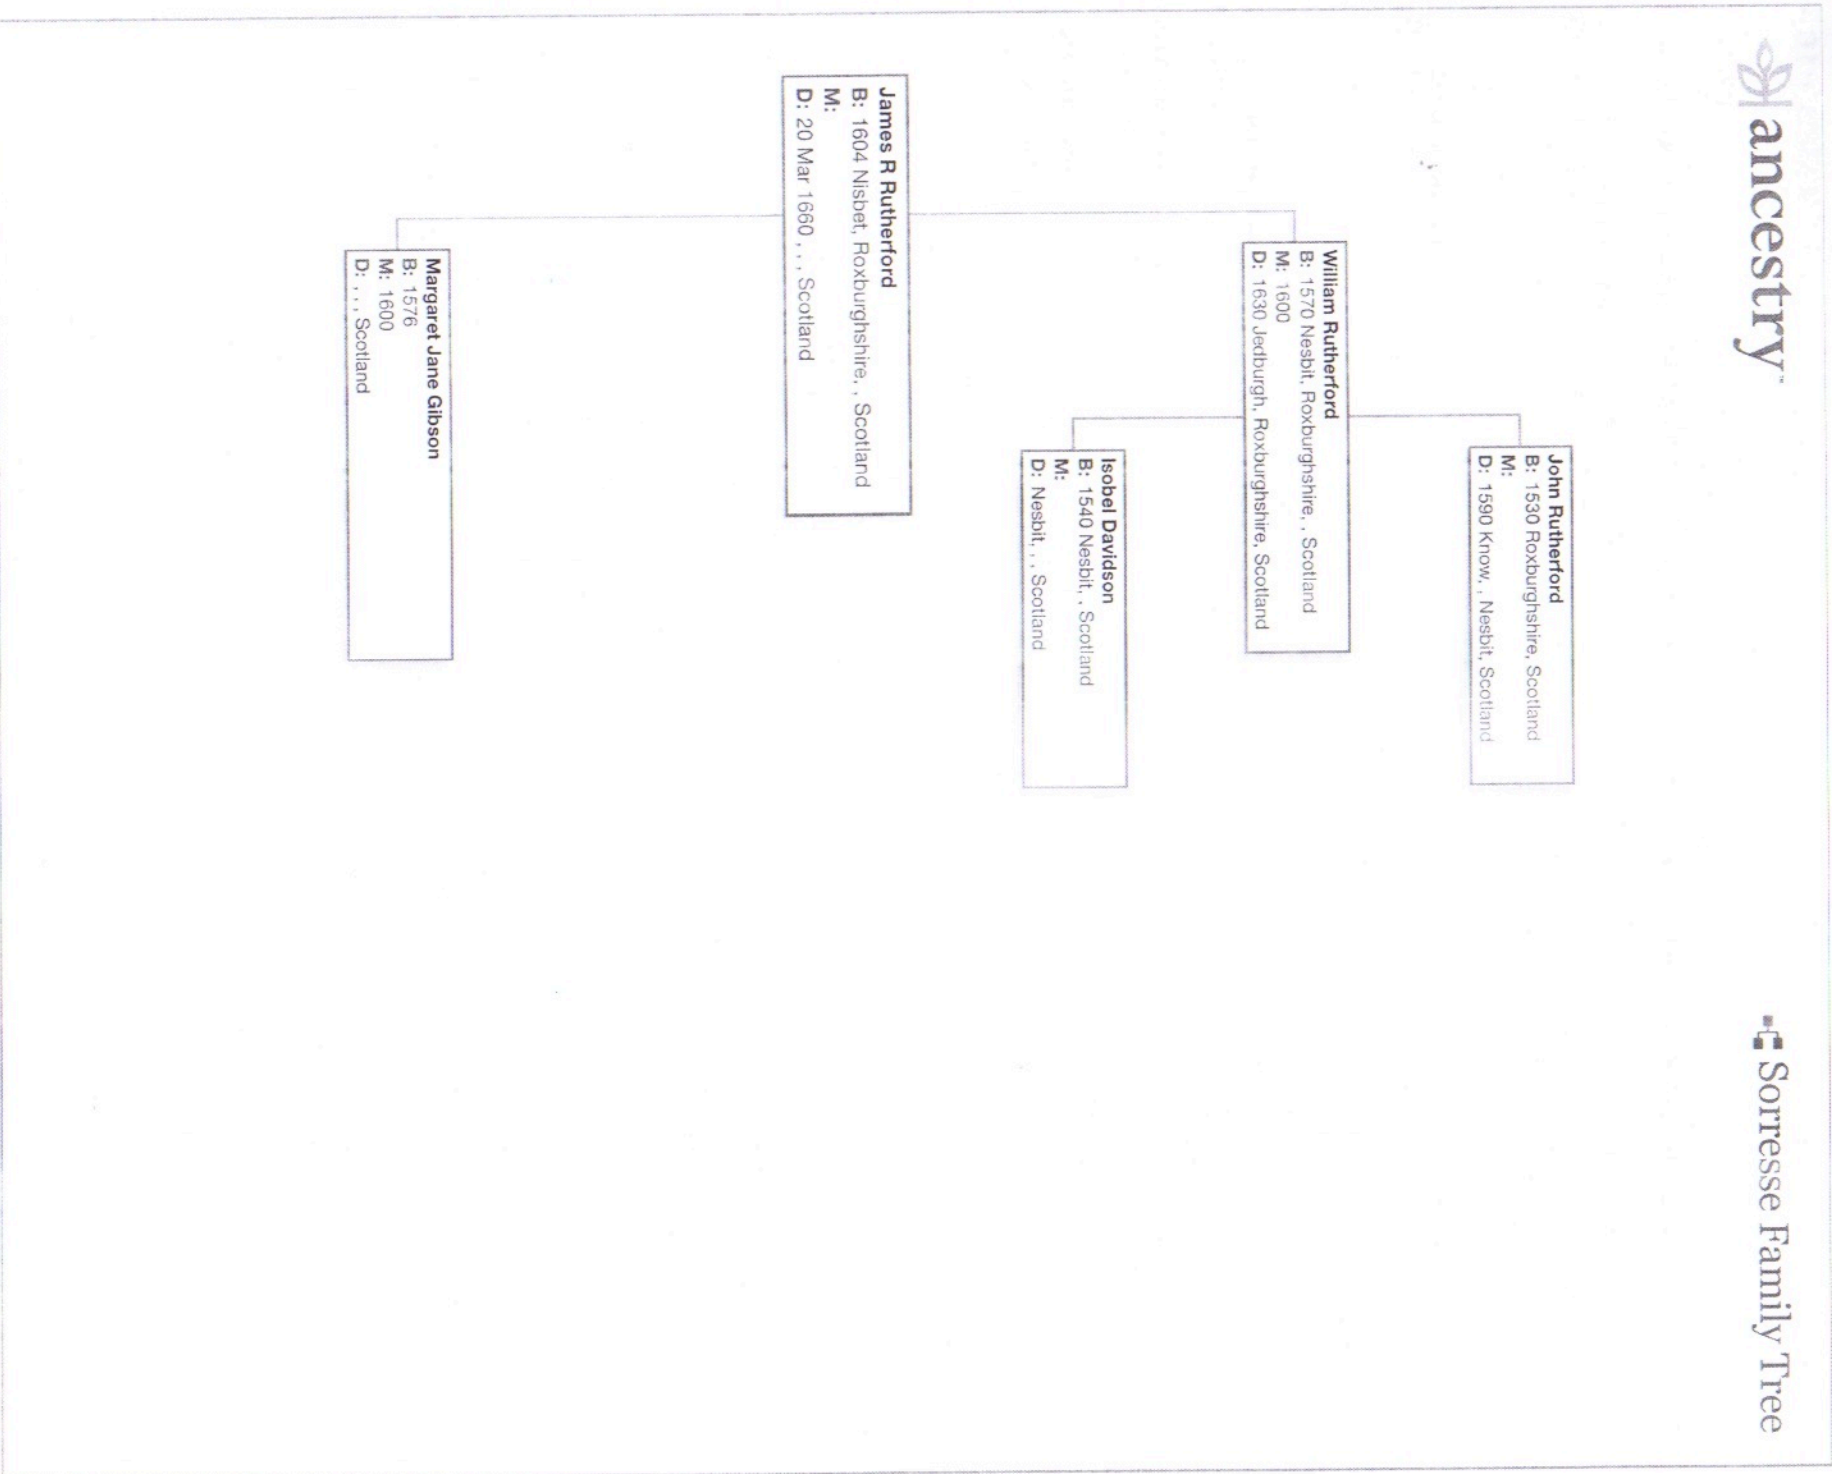 ancestry™
Sorresse Family Tree
John Rutherford
B: 1530 Roxburghshire, Scotland
M:
D: 1590 Know, , Nesbit, Scotland
William Rutherford
B: 1570 Nesbit, Roxburghshire, , Scotland
M: 1600
D: 1630 Jedburgh, Roxburghshire, Scotland
Isobel Davidson
B: 1540 Nesbit, , Scotland
M:
D: Nesbit, , , Scotland
James R Rutherford
B: 1604 Nisbet, Roxburghshire, , Scotland
M:
D: 20 Mar 1660 , , , Scotland
Margaret Jane Gibson
B: 1576
M: 1600
D: , , , Scotland